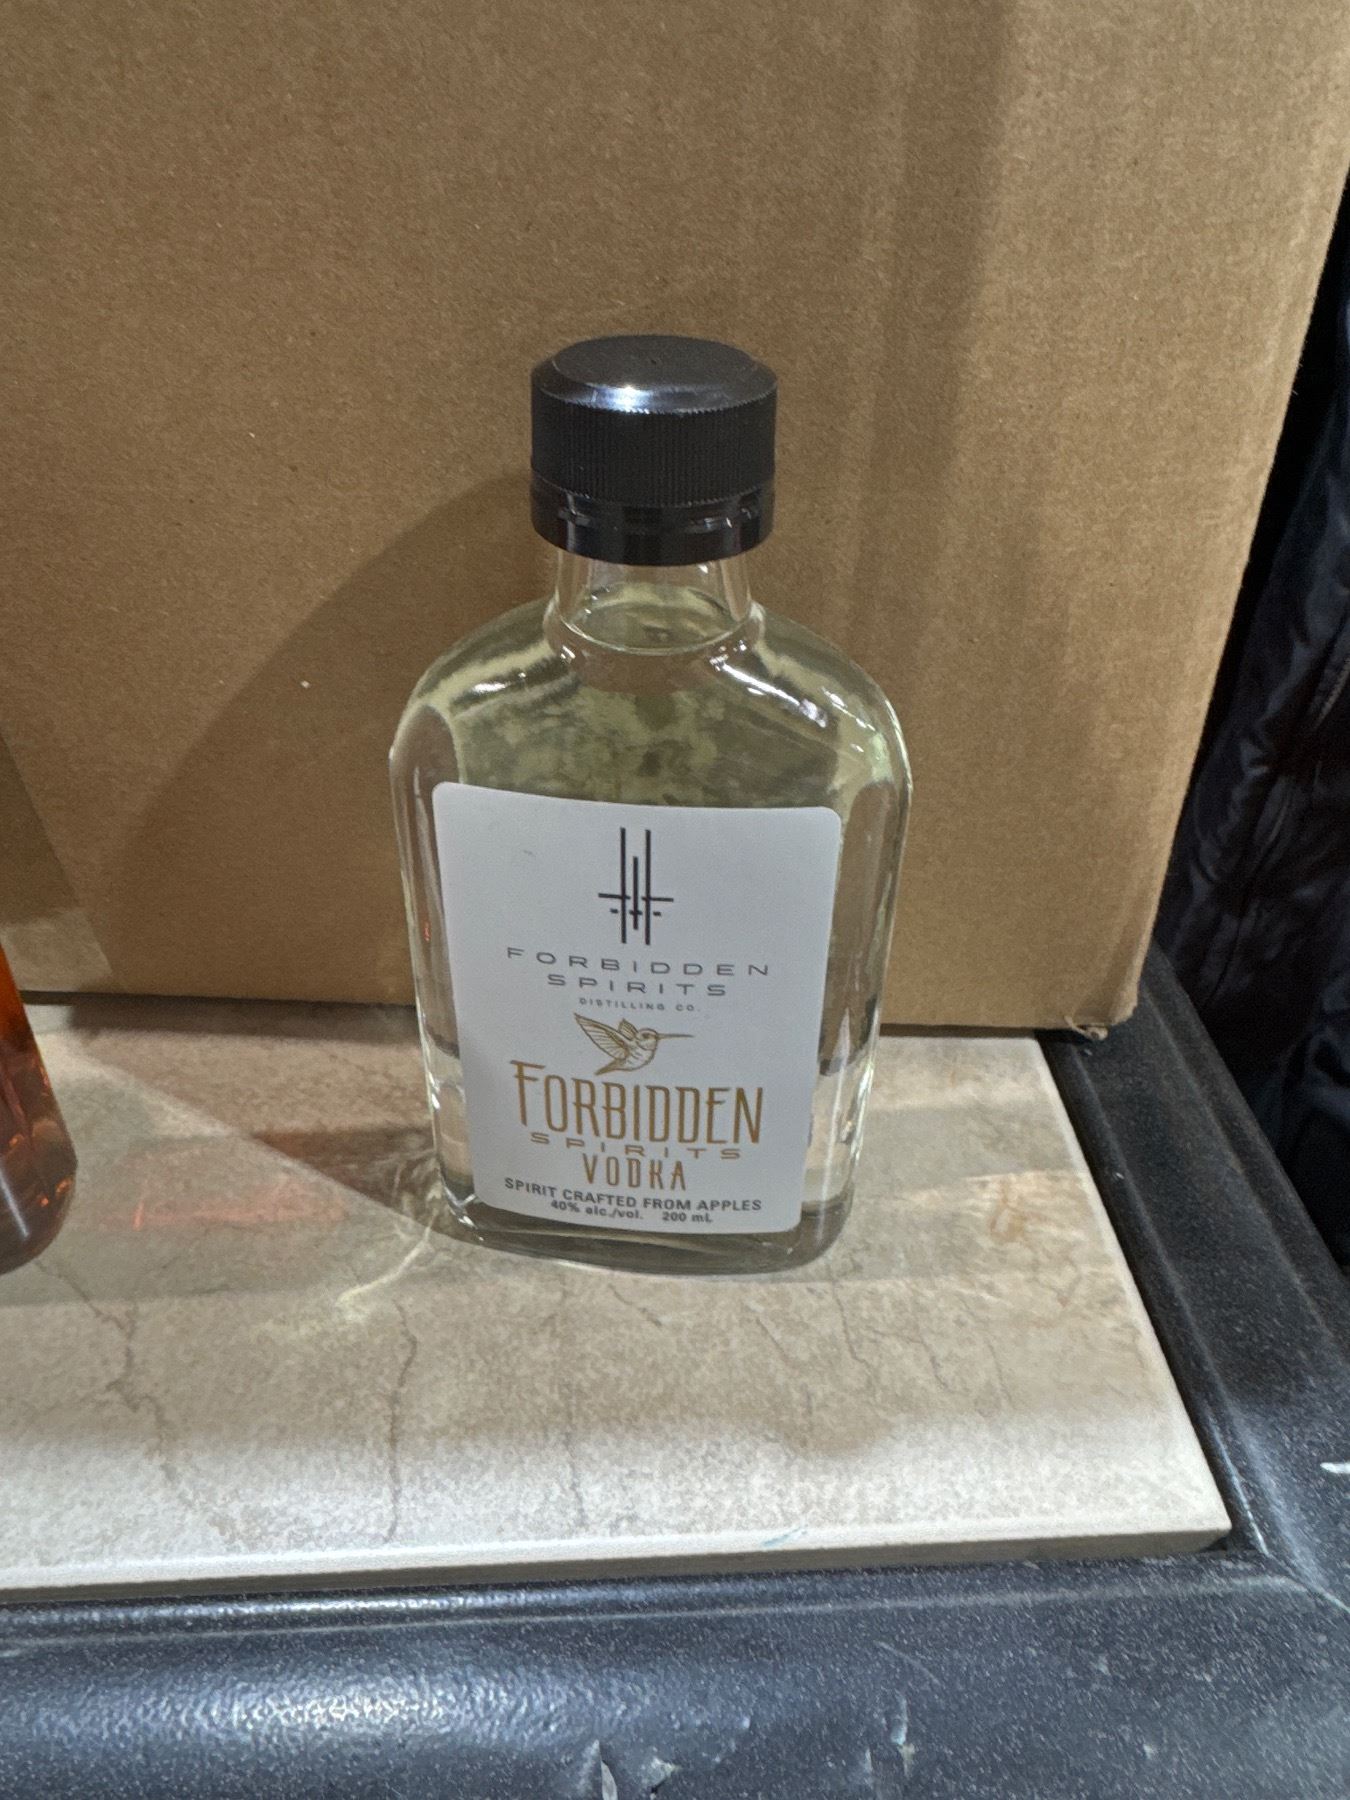 FORBIDDEN
SPIRITS
DISTILLING CO.
FORBIDDEN
SPIRITS
VODKA
SPIRIT CRAFTED FROM APPLES
40% alc./vol. 200 mL